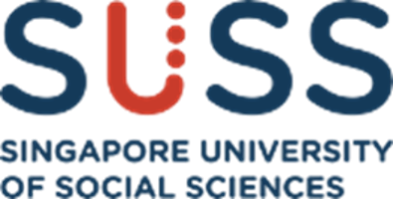 SUSS
SINGAPORE UNIVERSITY
OF SOCIAL SCIENCES